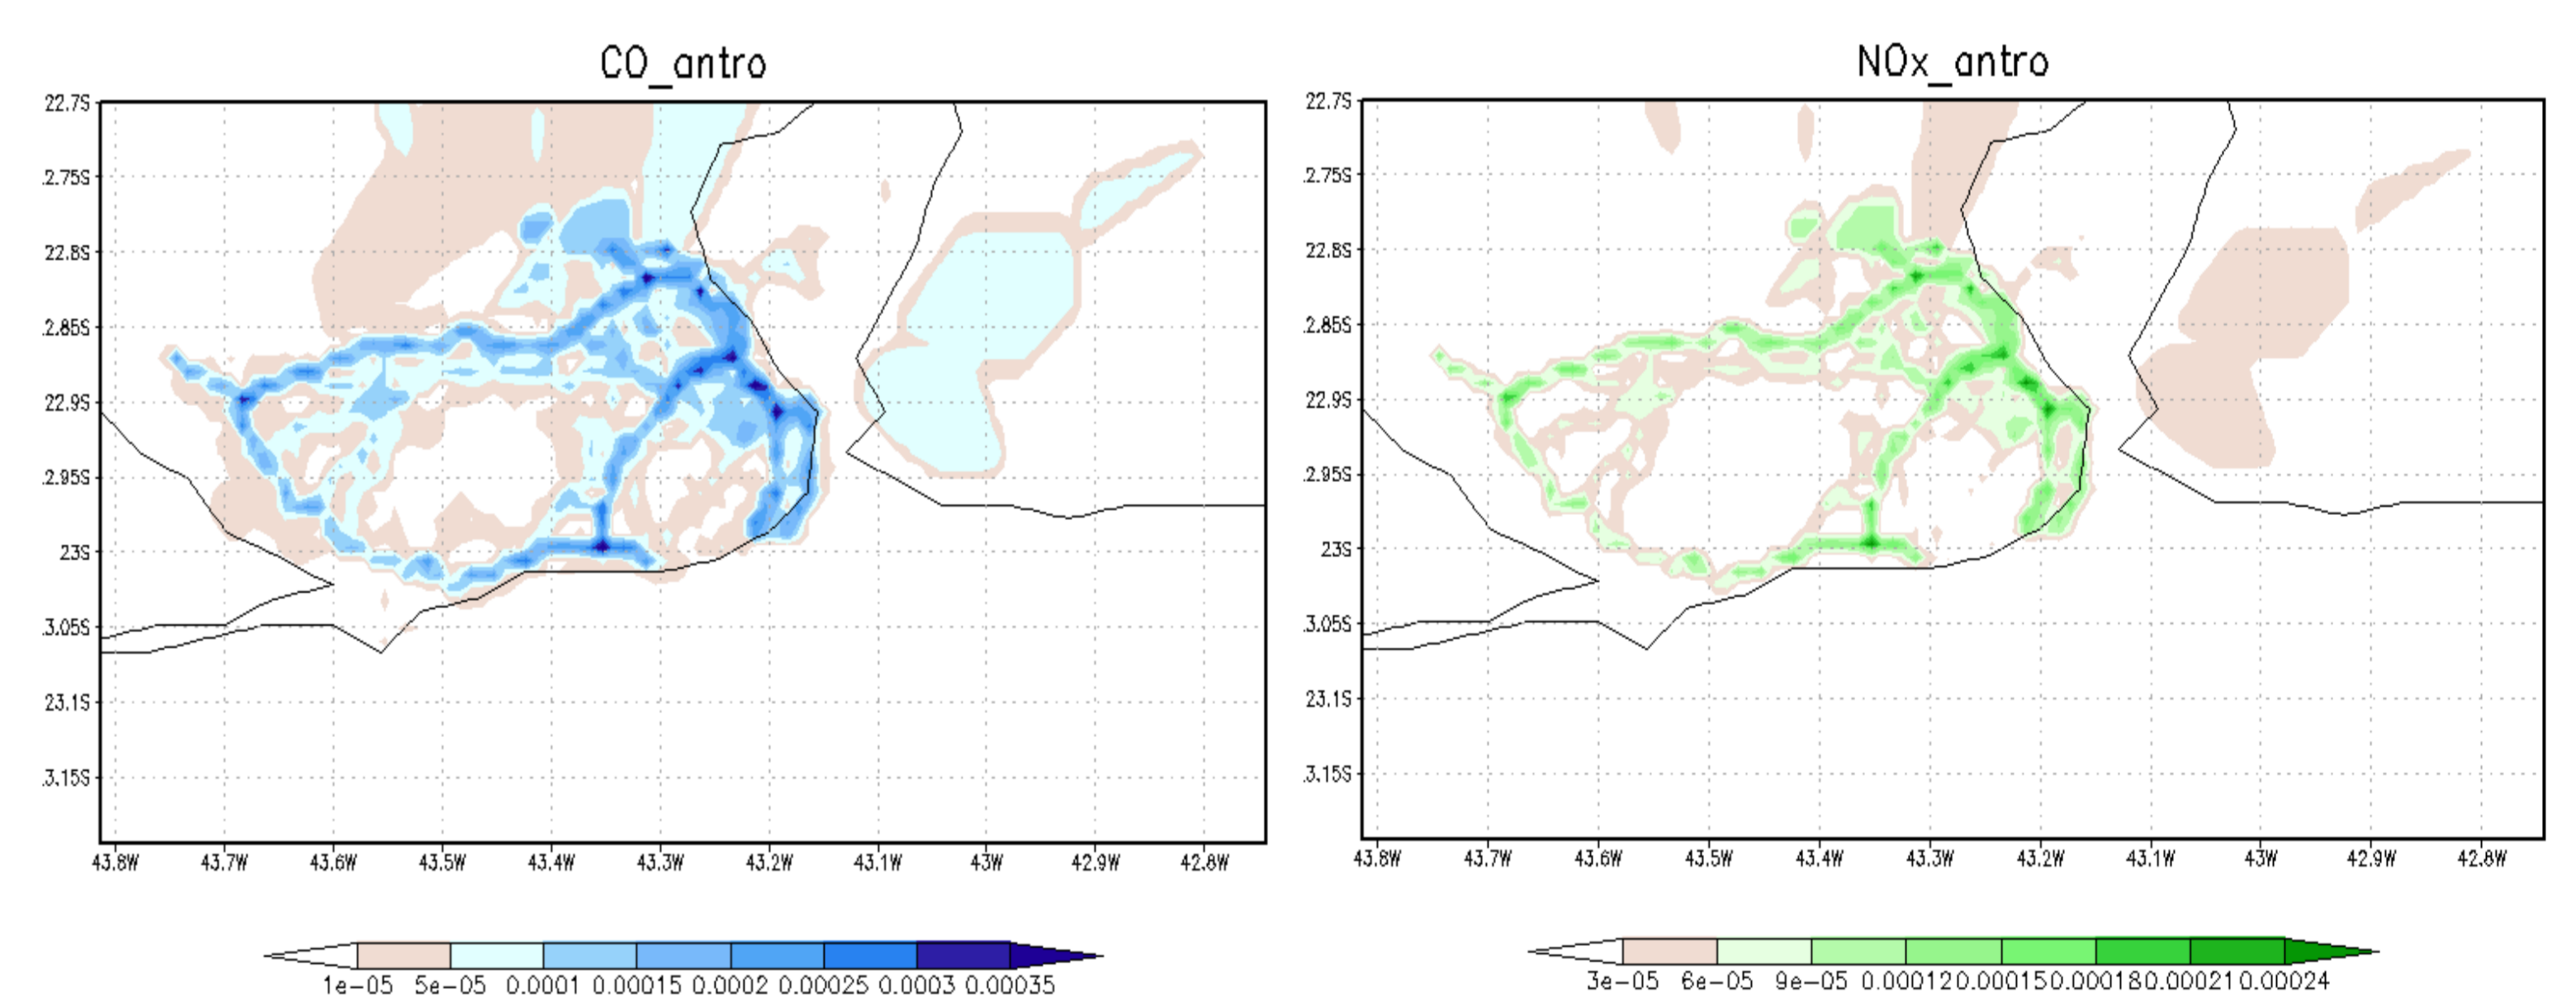 CO_antro
NOx_antro
22.7S
.2.75S
22.8S
.2.85S
22.9S
.2.95S
23S
.3.05S
23.1S
.3.15S
43.8W 43.7W 43.6W 43.5W 43.4W 43.3W 43.2W 43.1W 43W 42.9W 42.8W
1e-05 5e-05 0.0001 0.00015 0.0002 0.00025 0.0003 0.00035
22.7S
.2.75S
22.8S
.2.85S
22.9S
.2.95S
23S
.3.05S
23.1S
.3.15S
43.8W 43.7W 43.6W 43.5W 43.4W 43.3W 43.2W 43.1W 43W 42.9W 42.8W
3e-05 6e-05 9e-05 0.00012 0.00015 0.00018 0.00021 0.00024